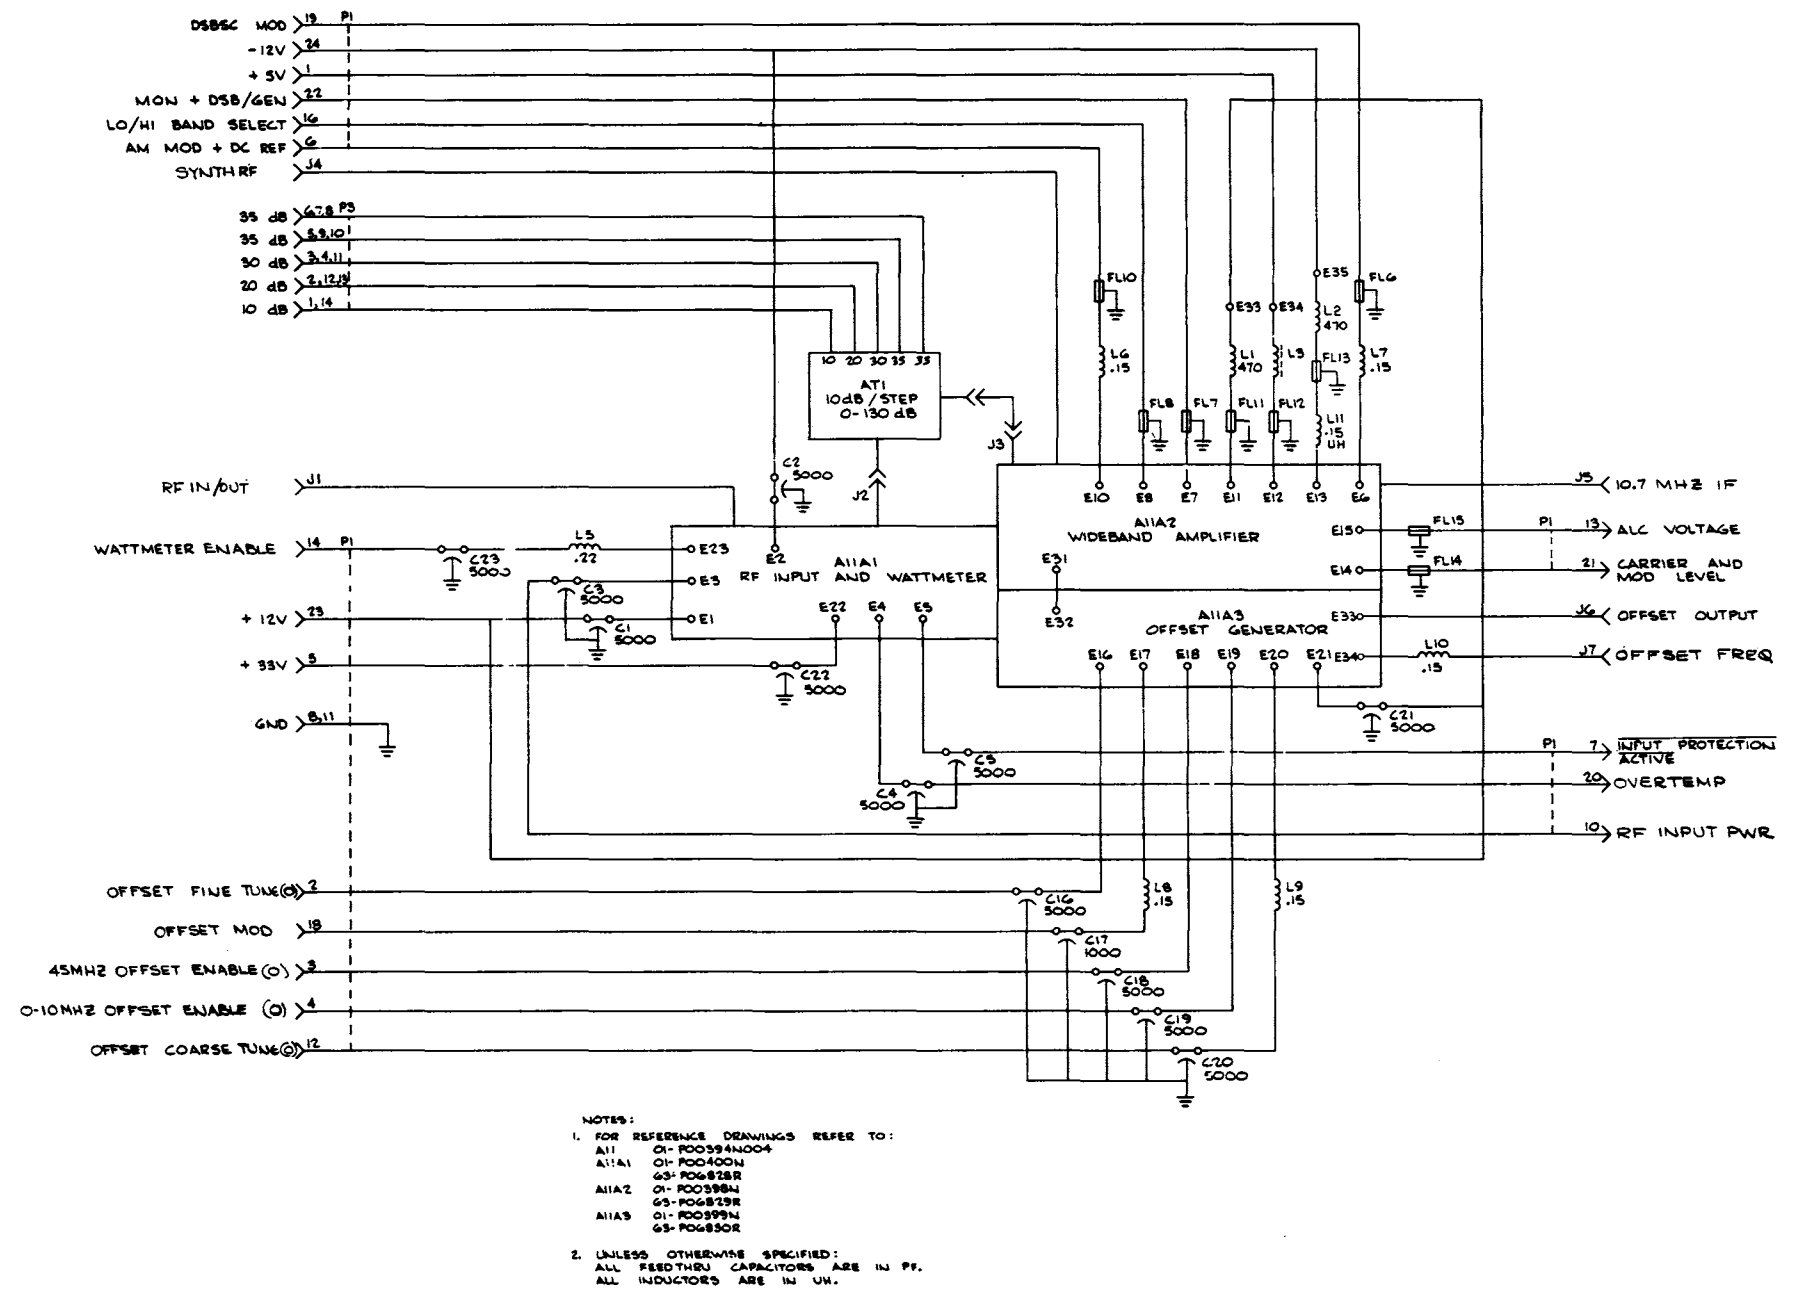 DSBSC MOD 19 P1
-12V 24
+5V 1
MON + DSB/GEN 22
LO/HI BAND SELECT 16
AM MOD + DC REF 6
SYNTH RF J4
35 dB 6,7,8 P3
35 dB 5,9,10
30 dB 3,4,11
20 dB 2,12,13
10 dB 1,14
FL10
L6
.15
FL8
FL7
E33
L1
470
FL11
E34
L3
FL12
E35
L2
470
FL13
L11
.15
UH
FL6
L7
.15
10 20 30 35 35
AT1
10dB/STEP
0-130 dB
J3
J2
C2
5000
RF IN/OUT J1
WATTMETER ENABLE 14 P1
C23
5000
L5
.22
C3
5000
+12V 23
C1
5000
+33V 5
C22
5000
GND 8,11
E23
E2
E3
E1
A11A1
RF INPUT AND WATTMETER
E22 E4 E5
E10 E8 E7 E11 E12 E13 E6
A11A2
WIDEBAND AMPLIFIER
E15
E14
E31
E32
A11A3
OFFSET GENERATOR
E33
E34
E16 E17 E18 E19 E20 E21
J5 10.7 MHZ IF
FL15 P1 13 ALC VOLTAGE
FL14 21 CARRIER AND
MOD LEVEL
J6 OFFSET OUTPUT
L10
.15
J7 OFFSET FREQ
C21
5000
P1 7 INPUT PROTECTION
ACTIVE
C5
5000
20 OVERTEMP
C4
5000
10 RF INPUT PWR
OFFSET FINE TUNE(0) 2
C16
5000
L8
.15
L9
.15
OFFSET MOD 18
C17
1000
45MHZ OFFSET ENABLE(0) 3
C18
5000
0-10MHZ OFFSET ENABLE (0) 4
C19
5000
OFFSET COARSE TUNE(0) 12
C20
5000
NOTES:
1. FOR REFERENCE DRAWINGS REFER TO:
A11 01-P00394N004
A11A1 01-P00400N
63-P06828R
A11A2 01-P00398N
63-P06829R
A11A3 01-P00399N
63-P06830R
2. UNLESS OTHERWISE SPECIFIED:
ALL FEEDTHRU CAPACITORS ARE IN PF.
ALL INDUCTORS ARE IN UH.